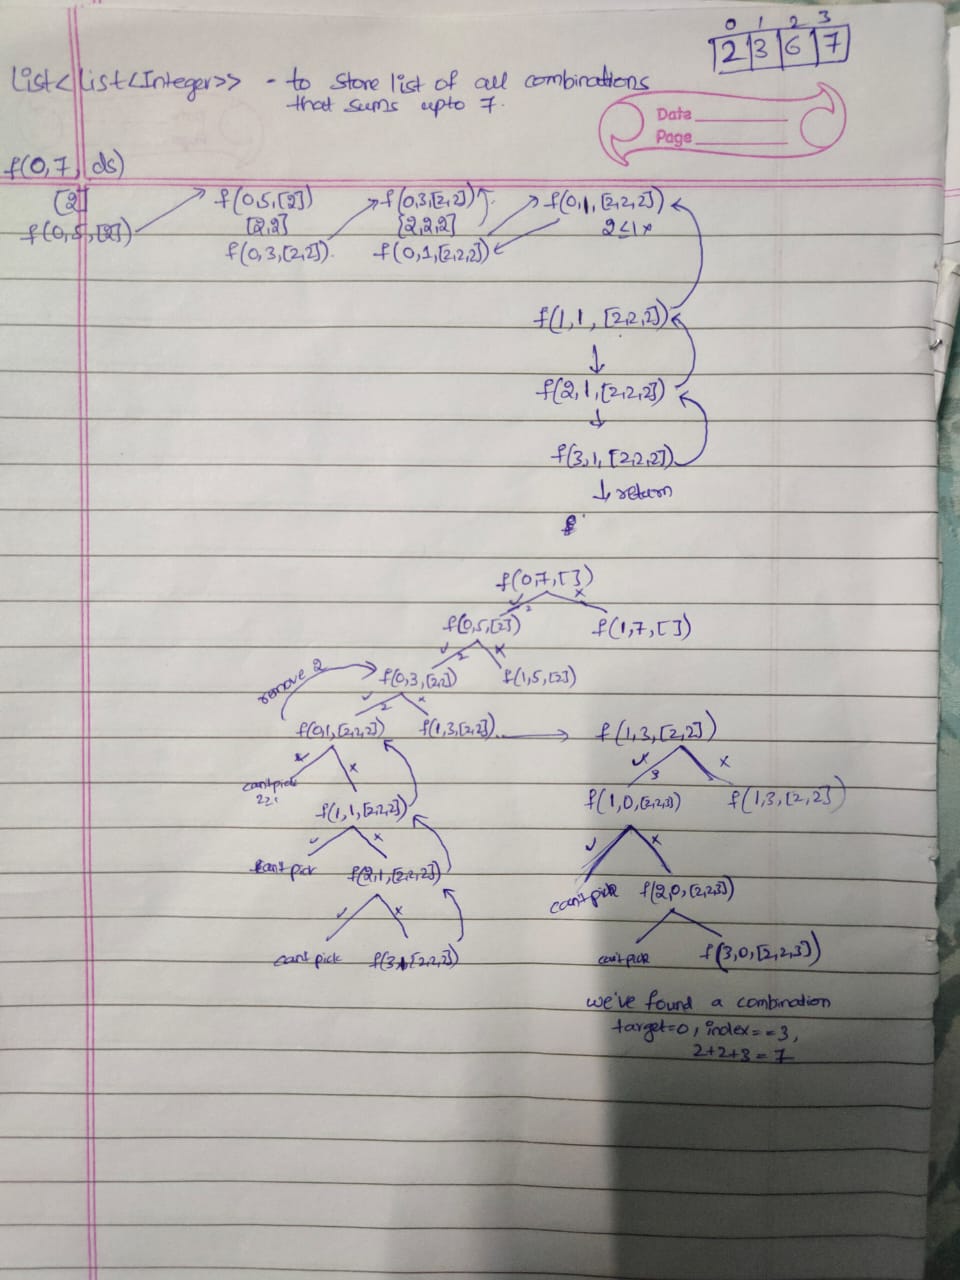 0 1 2 3
2 3 6 7
List<List<Integer>> - to store list of all combinations
that sums upto 7.
Date
Page
f(0,7, ds)
[2] f(0,5,[2]) f(0,3,[2,2]) f(0,1,[2,2,2])
[2,2] [2,2,2] 2≤1 x
f(0,5,[2]) f(0,3,[2,2]) f(0,1,[2,2,2])
f(1,1,[2,2,2])
f(2,1,[2,2,2])
f(3,1,[2,2,2])
return
f(0,7,[])
✓ 2 x
f(0,5,[2]) f(1,7,[])
✓ 2 x
remove 2 f(0,3,[2,2]) f(1,5,[2])
✓ 2 x
f(0,1,[2,2,2]) f(1,3,[2,2]) f(1,3,[2,2])
x ✓ 3 x
can't pick f(1,0,[2,2,3]) f(1,3,[2,2])
f(1,1,[2,2,2])
✓ x ✓ x
can't pick f(2,1,[2,2,2]) can't pick f(2,0,[2,2,3])
✓ x
can't pick f(3,1,[2,2,2]) can't pick f(3,0,[2,2,3])
we've found a combination
target=0, index==3,
2+2+3=7